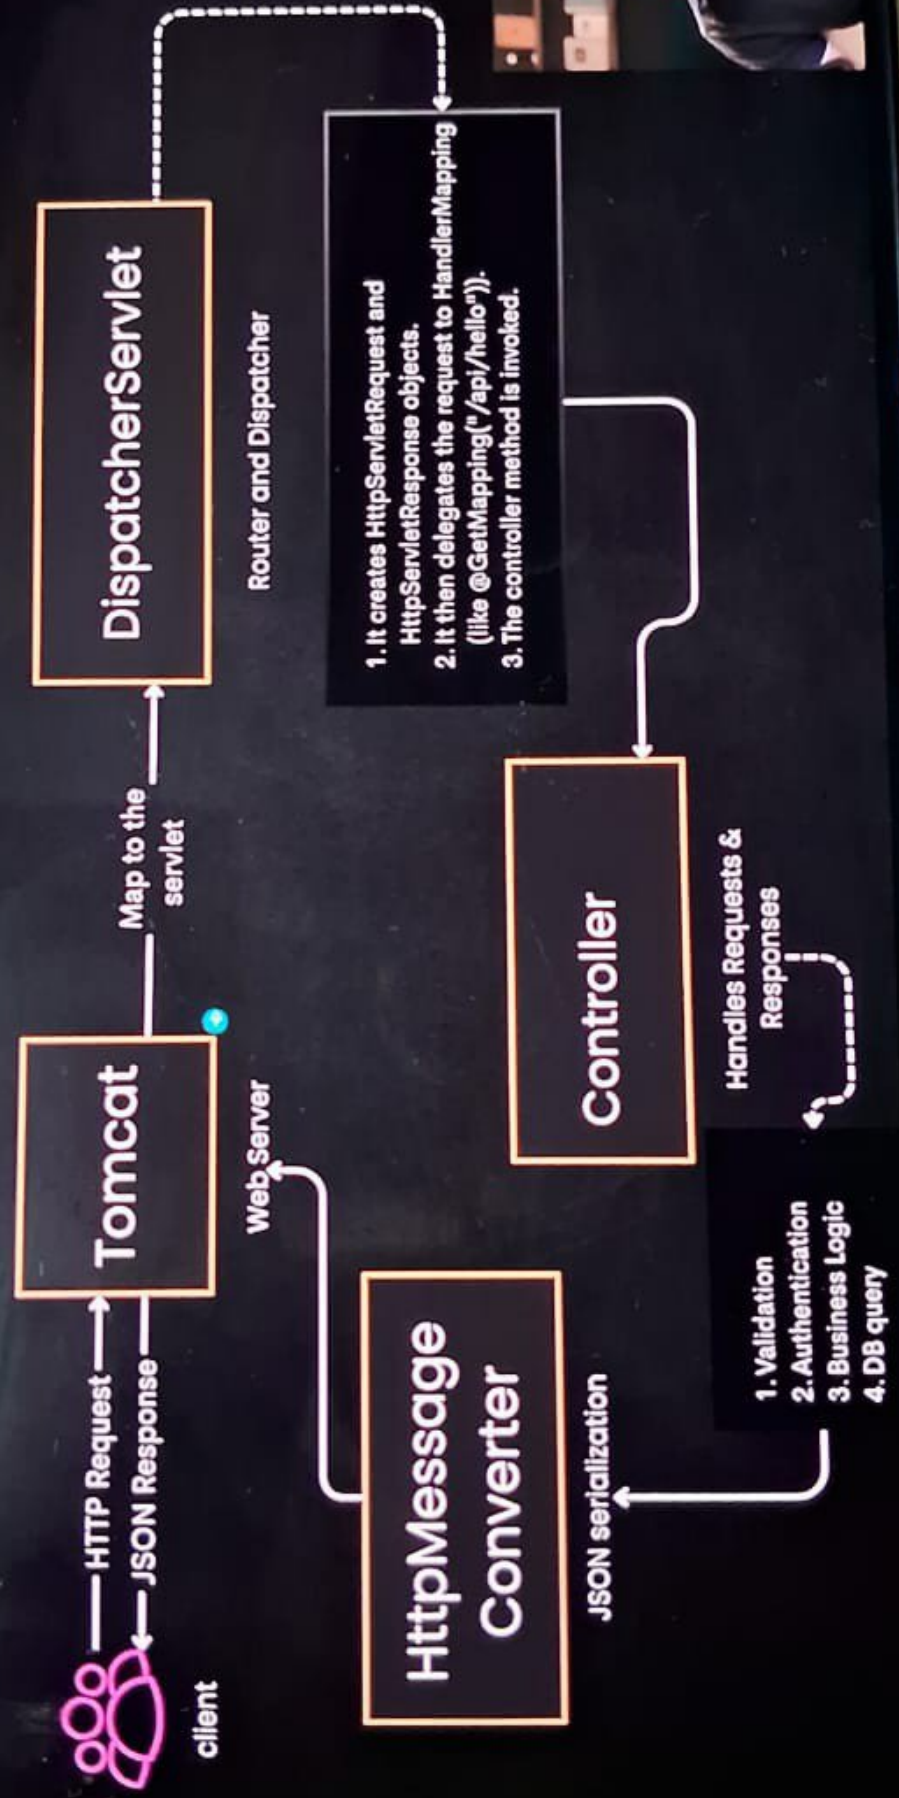 HTTP Request
JSON Response
client
Tomcat
Web Server
Map to the
servlet
DispatcherServlet
Router and Dispatcher
1. It creates HttpServletRequest and
HttpServletResponse objects.
2. It then delegates the request to HandlerMapping
(like @GetMapping("/api/hello")).
3. The controller method is invoked.
Controller
Handles Requests &
Responses
1. Validation
2. Authentication
3. Business Logic
4. DB query
HttpMessage
Converter
JSON serialization